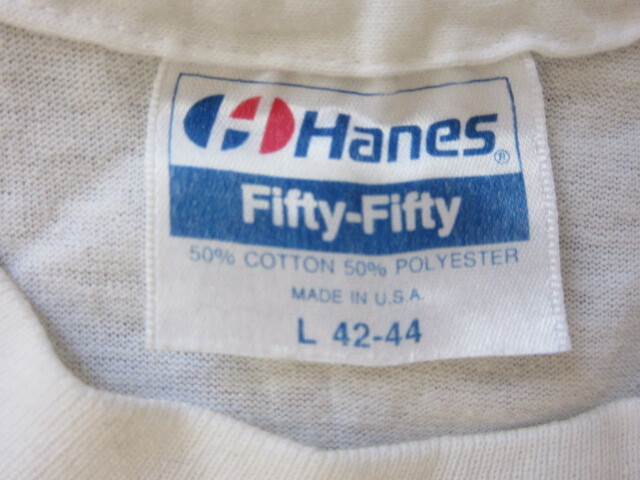 Hanes®
Fifty-Fifty
50% COTTON 50% POLYESTER
MADE IN U.S.A.
L 42-44